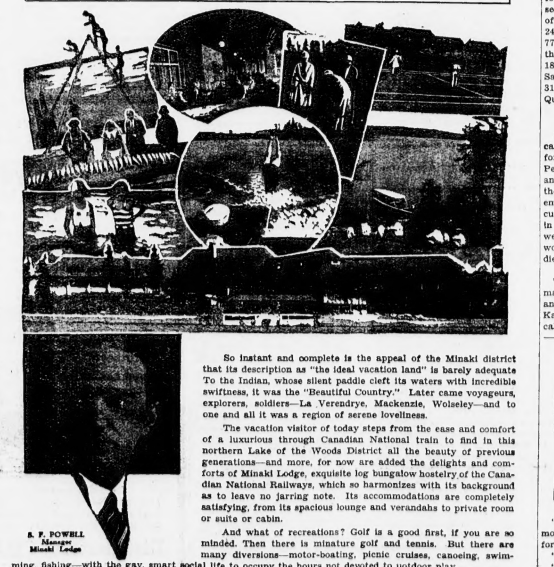 So instant and complete is the appeal of the Minaki district
that its description as "the ideal vacation land" is barely adequate
To the Indian, whose silent paddle cleft its waters with incredible
swiftness, it was the "Beautiful Country." Later came voyageurs,
explorers, soldiers—La Verendrye, Mackenzie, Wolseley—and to
one and all it was a region of serene loveliness.
The vacation visitor of today steps from the ease and comfort
of a luxurious through Canadian National train to find in this
northern Lake of the Woods District all the beauty of previous
generations—and more, for now are added the delights and com-
forts of Minaki Lodge, exquisite log bungalow hostelry of the Cana-
dian National Railways, which so harmonizes with its background
as to leave no jarring note. Its accommodations are completely
satisfying, from its spacious lounge and verandahs to private room
or suite or cabin.
And what of recreations? Golf is a good first, if you are so
minded. Then there is minature golf and tennis. But there are
many diversions—motor-boating, picnic cruises, canoeing, swim-
ming, fishing—with the gay, smart social life to occupy the hours not devoted to outdoor play.
S. F. POWELL
Manager
Minaki Lodge